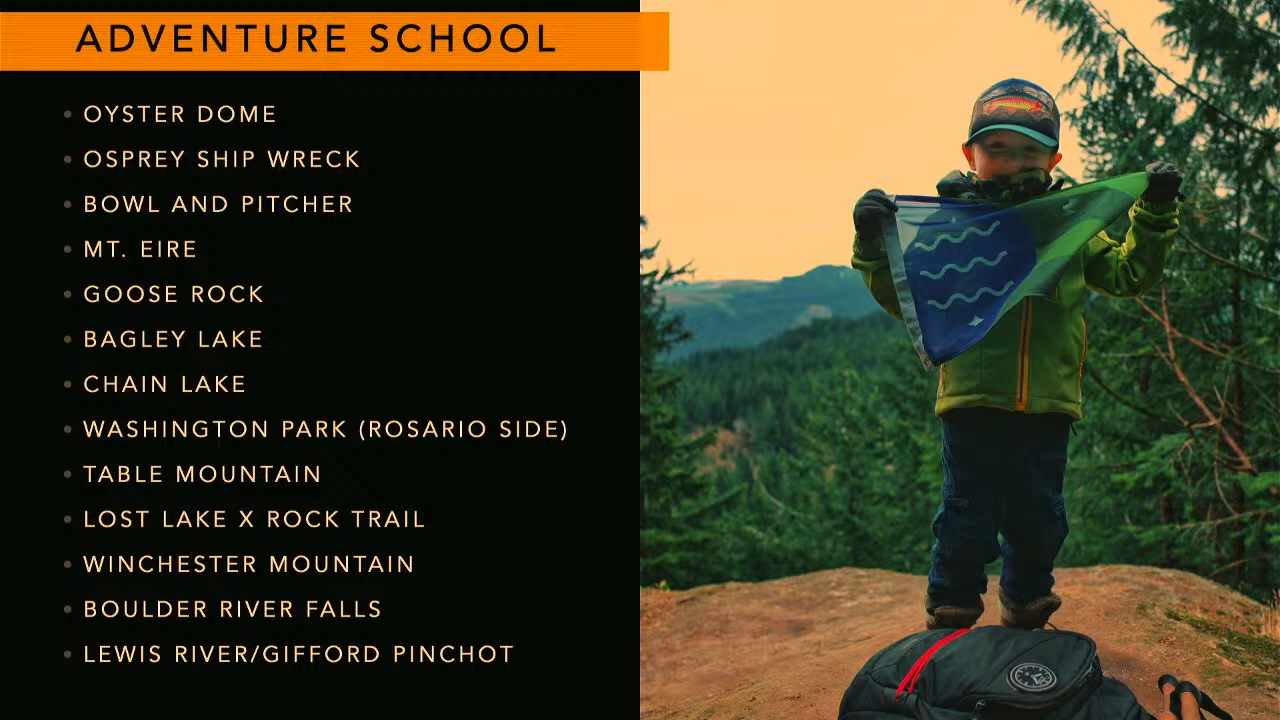 ADVENTURE SCHOOL
OYSTER DOME
OSPREY SHIP WRECK
BOWL AND PITCHER
MT. EIRE
GOOSE ROCK
BAGLEY LAKE
CHAIN LAKE
WASHINGTON PARK (ROSARIO SIDE)
TABLE MOUNTAIN
LOST LAKE X ROCK TRAIL
WINCHESTER MOUNTAIN
BOULDER RIVER FALLS
LEWIS RIVER/GIFFORD PINCHOT